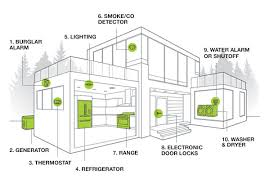 1. BURGLAR
ALARM
2. GENERATOR
3. THERMOSTAT
4. REFRIGERATOR
5. LIGHTING
6. SMOKE/CO
DETECTOR
7. RANGE
8. ELECTRONIC
DOOR LOCKS
9. WATER ALARM
OR SHUTOFF
10. WASHER
& DRYER